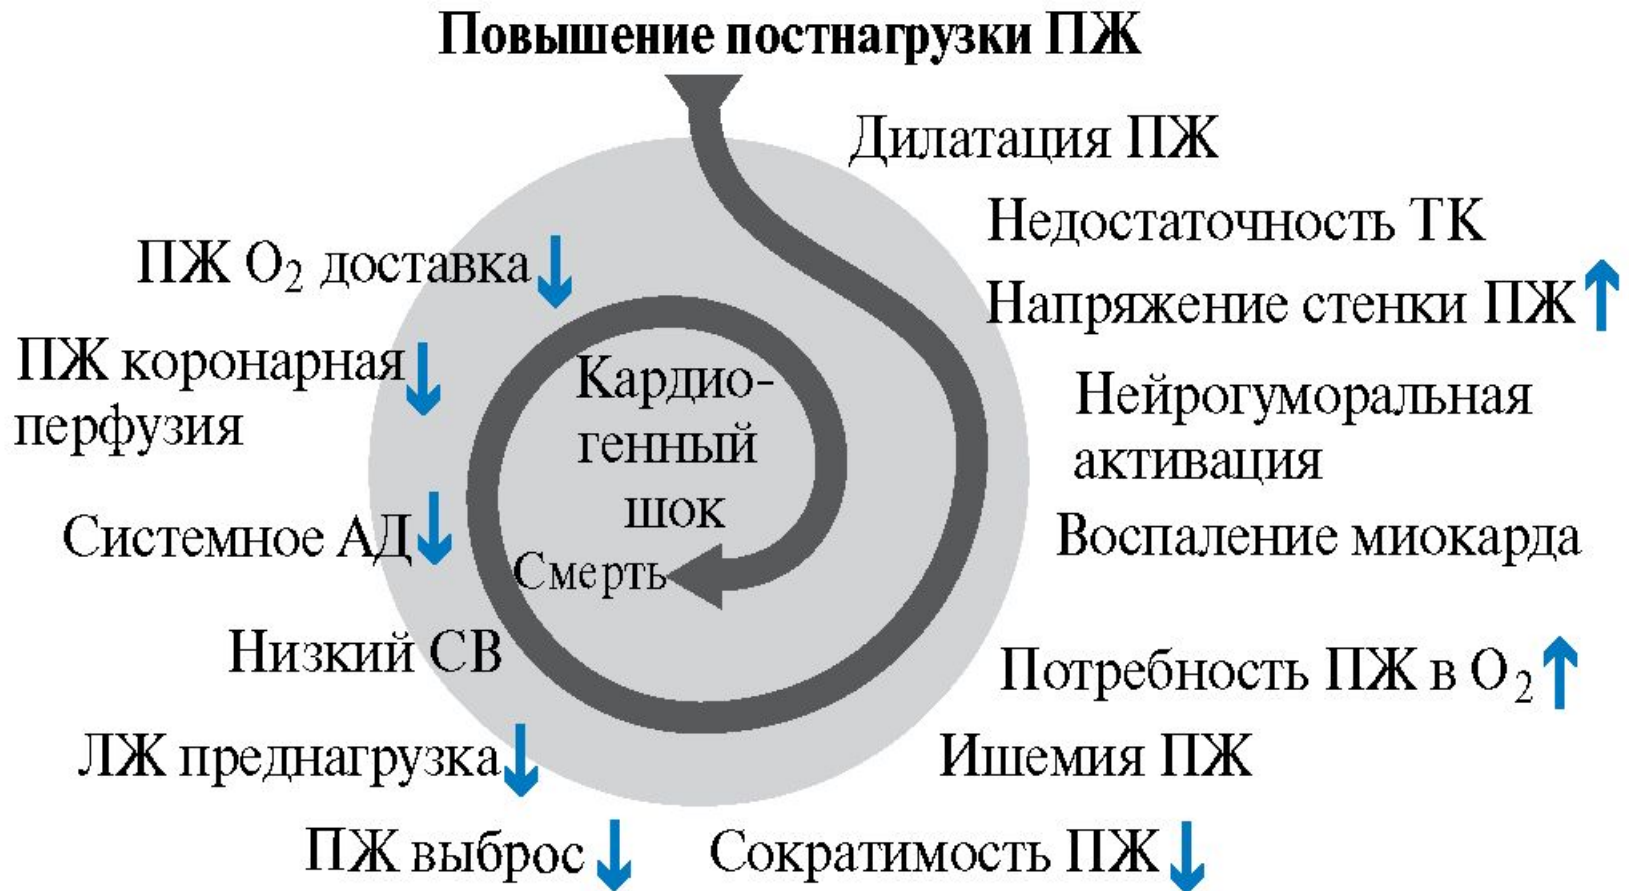 Повышение постнагрузки ПЖ
Дилатация ПЖ
Недостаточность ТК
Напряжение стенки ПЖ↑
Нейрогуморальная
активация
Воспаление миокарда
Потребность ПЖ в O₂↑
Ишемия ПЖ
Сократимость ПЖ↓
ПЖ выброс↓
ЛЖ преднагрузка↓
Низкий СВ
Системное АД↓
ПЖ коронарная↓
перфузия
ПЖ O₂ доставка↓
Кардио-
генный
шок
Смерть